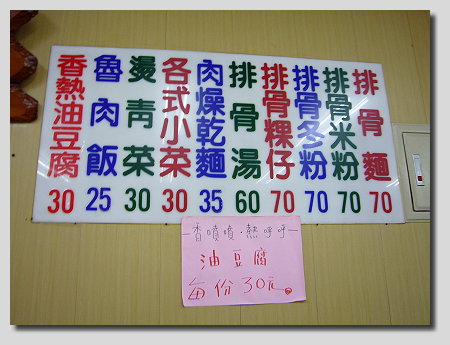 排骨麵 70
排骨米粉 70
排骨冬粉 70
排骨粿仔 70
排骨湯 60
肉燥乾麵 35
各式小菜 30
燙青菜 30
魯肉飯 25
香熱油豆腐 30
—香噴噴·熱呼呼—
油豆腐
每份30元。